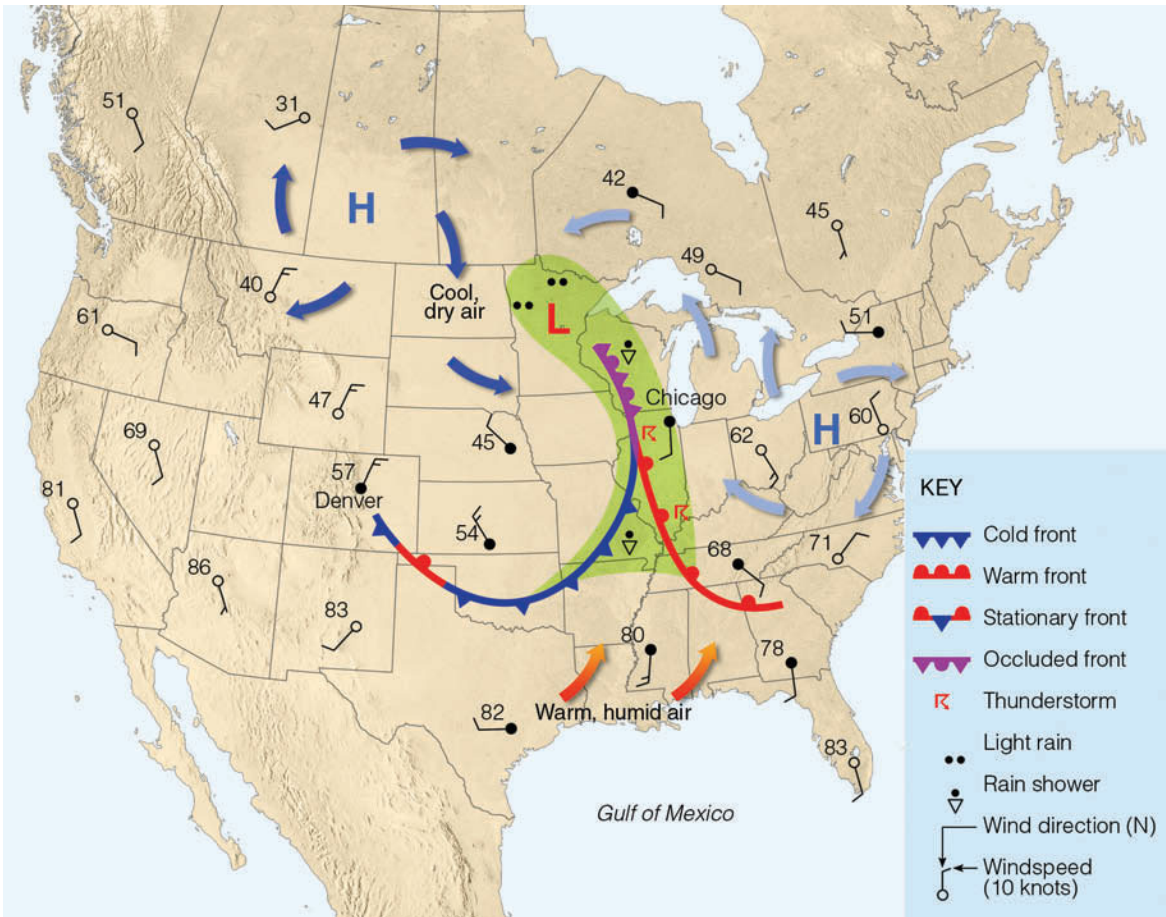 51
31
42
45
H
49
40
Cool,
dry air
L
61
51
47
Chicago
60
69
45
62
H
57
Denver
81
54
71
68
86
83
80
78
Warm, humid air
82
83
Gulf of Mexico
KEY
Cold front
Warm front
Stationary front
Occluded front
Thunderstorm
Light rain
Rain shower
Wind direction (N)
Windspeed
(10 knots)